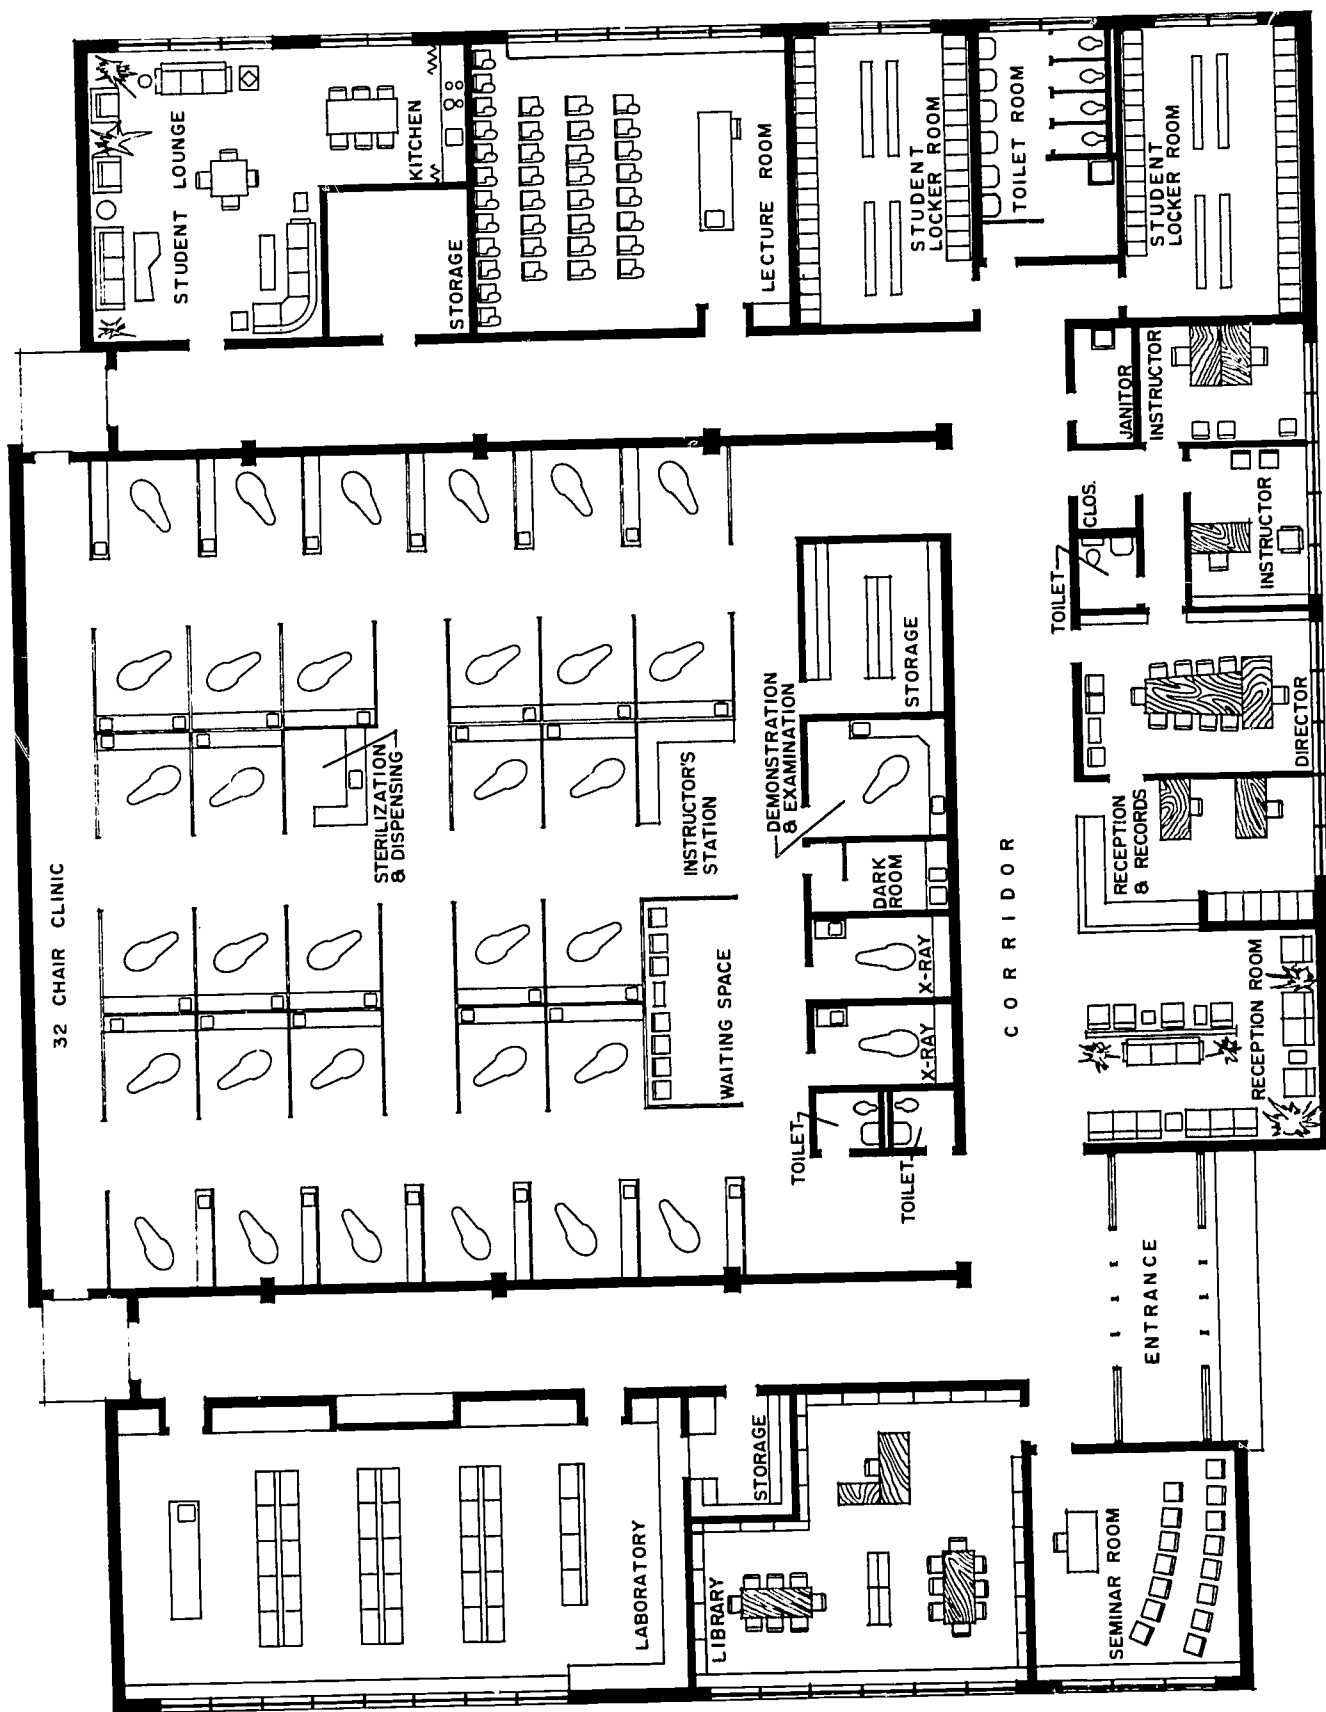 STUDENT LOUNGE
KITCHEN
STORAGE
LECTURE ROOM
STUDENT
LOCKER ROOM
TOILET ROOM
STUDENT
LOCKER ROOM
JANITOR
INSTRUCTOR
CLOS.
TOILET
INSTRUCTOR
DIRECTOR
RECEPTION
& RECORDS
RECEPTION ROOM
CORRIDOR
32 CHAIR CLINIC
STERILIZATION
& DISPENSING
INSTRUCTOR'S
STATION
WAITING SPACE
DEMONSTRATION
& EXAMINATION
STORAGE
DARK
ROOM
X-RAY
X-RAY
TOILET
TOILET
ENTRANCE
LABORATORY
STORAGE
LIBRARY
SEMINAR ROOM